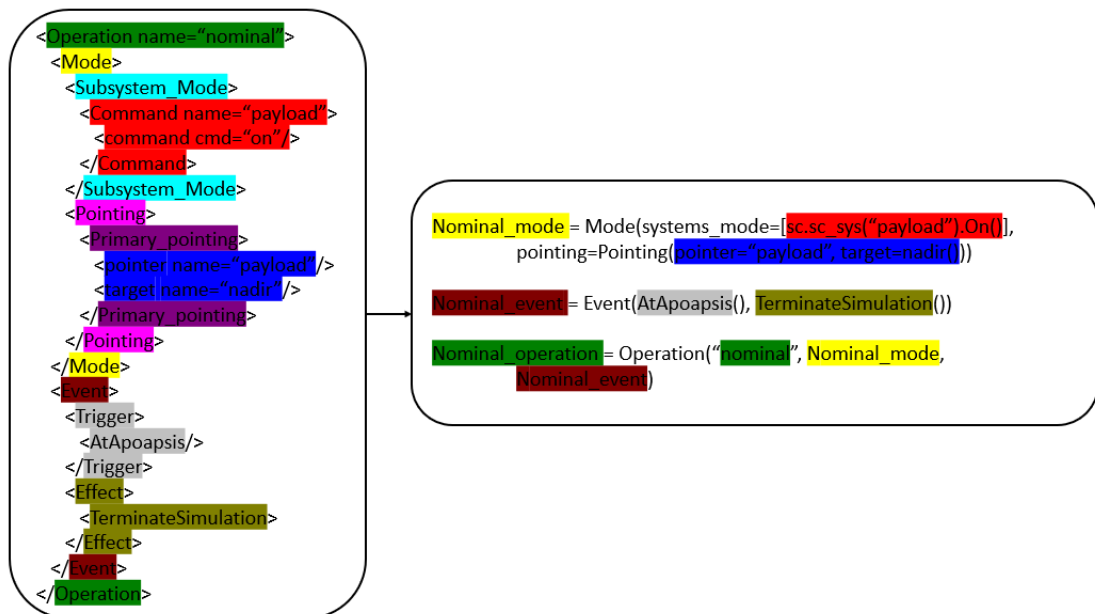 <Operation name=“nominal”>
<Mode>
<Subsystem_Mode>
<Command name=“payload”>
<command cmd=“on”/>
</Command>
</Subsystem_Mode>
<Pointing>
<Primary_pointing>
<pointer name=“payload”/>
<target name=“nadir”/>
</Primary_pointing>
</Pointing>
</Mode>
<Event>
<Trigger>
<AtApoapsis/>
</Trigger>
<Effect>
<TerminateSimulation>
</Effect>
</Event>
</Operation>
Nominal_mode = Mode(systems_mode=[sc.sc_sys(“payload”).On()],
pointing=Pointing(pointer=“payload”, target=nadir()))
Nominal_event = Event(AtApoapsis(), TerminateSimulation())
Nominal_operation = Operation(“nominal”, Nominal_mode,
Nominal_event)